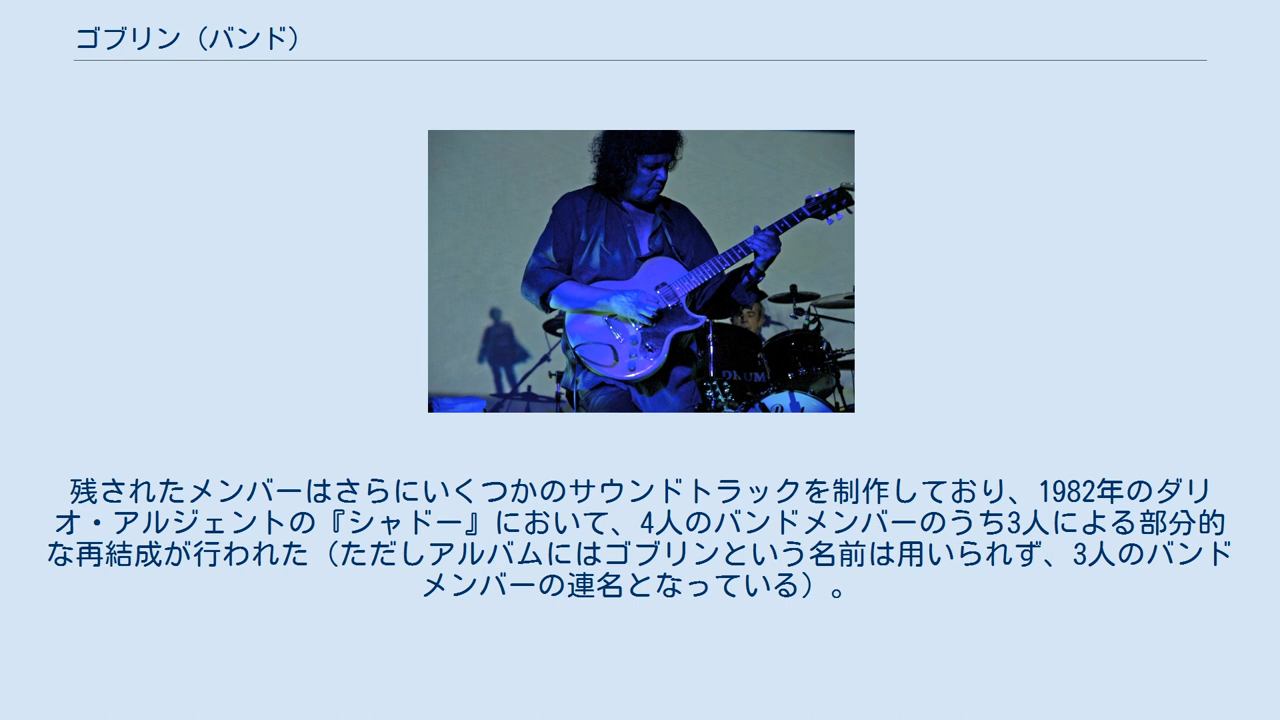 ゴブリン（バンド）
DRUM
残されたメンバーはさらにいくつかのサウンドトラックを制作しており、1982年のダリ
オ・アルジェントの『シャドー』において、4人のバンドメンバーのうち3人による部分的
な再結成が行われた（ただしアルバムにはゴブリンという名前は用いられず、3人のバンド
メンバーの連名となっている）。